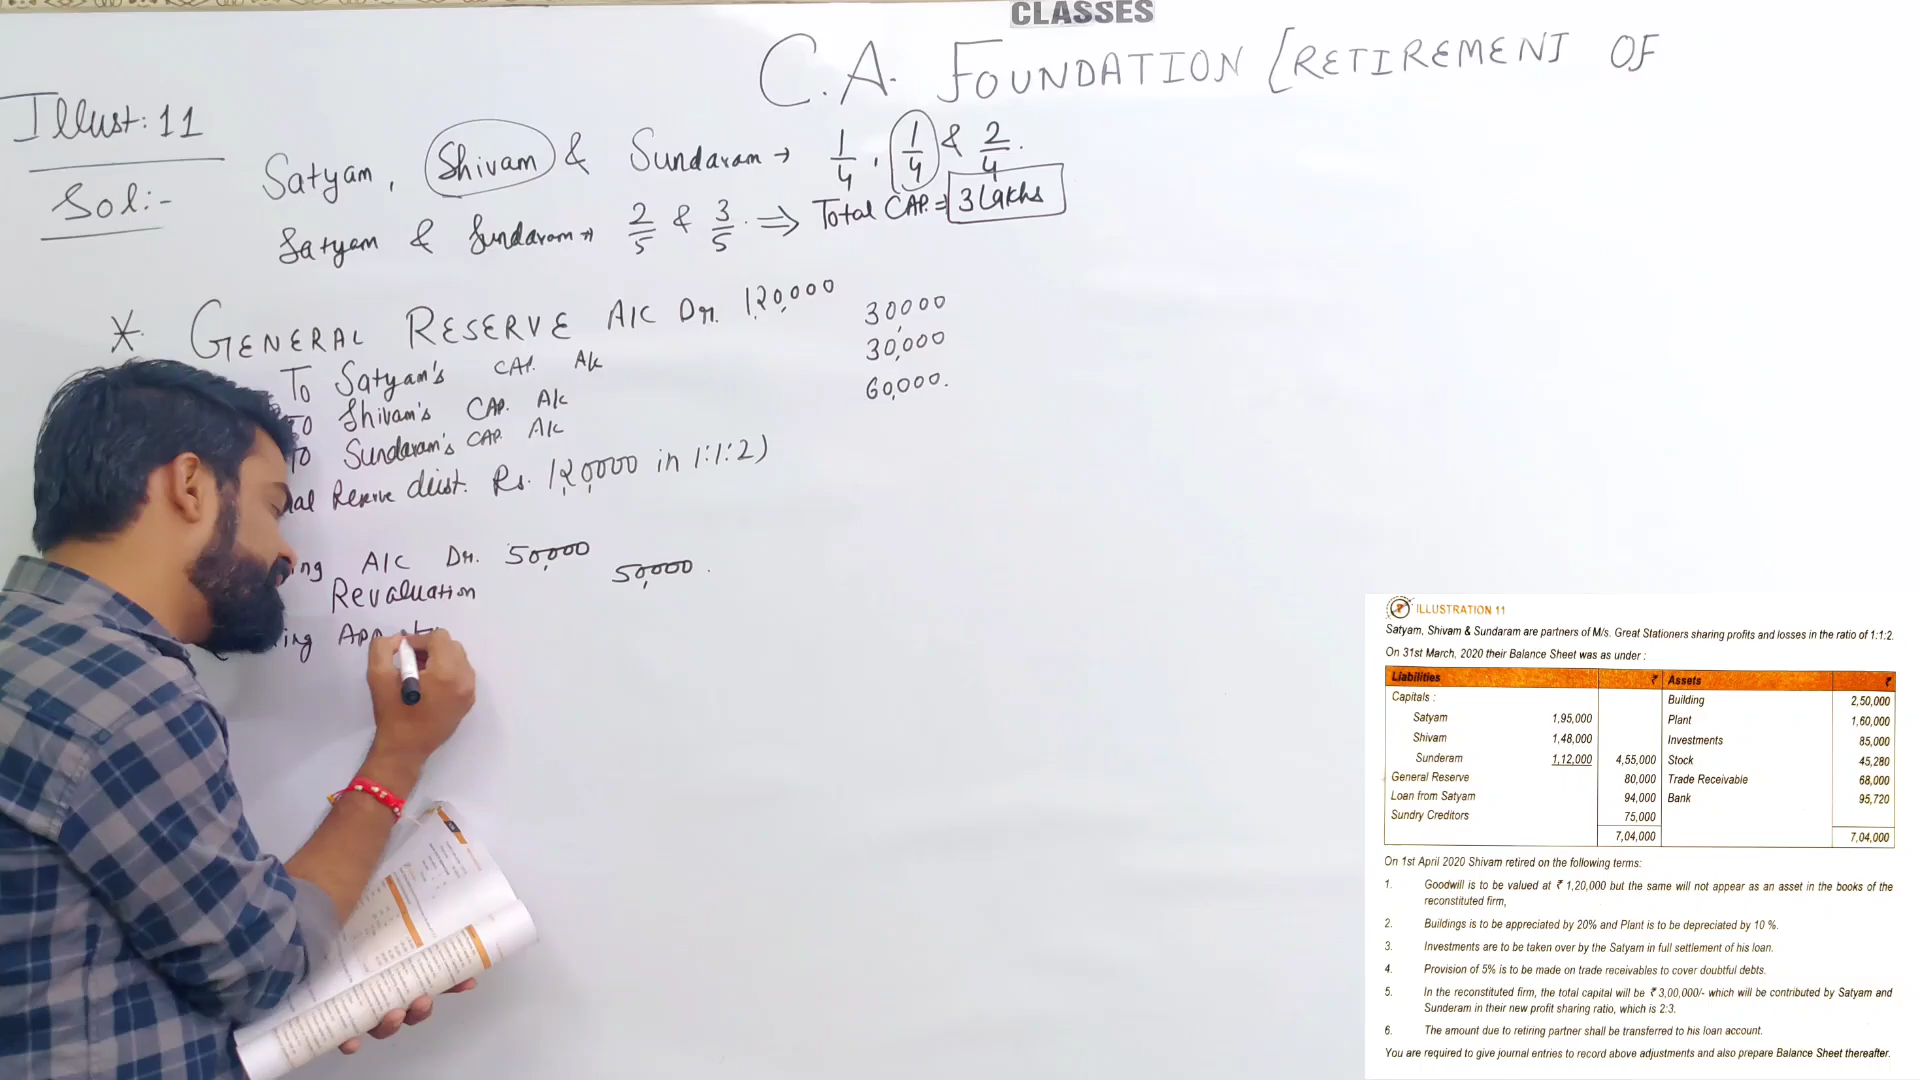 CLASSES
C.A. FOUNDATION [RETIREMENT OF
Illust: 11
Sol:-
Satyam, Shivam & Sundaram → 1/4, 1/4 & 2/4.
Satyam & Sundaram → 2/5 & 3/5. ⇒ Total CAP. = 3 Lakhs
* GENERAL RESERVE A/C Dr. 1,20,000
To Satyam's CAP. A/c 30,000
To Shivam's CAP. A/c 30,000
To Sundaram's CAP. A/c 60,000.
al Reserve dist. Rs. 1,20,000 in 1:1:2)
ing A/C Dr. 50,000
Revaluation 50,000.
ing
ILLUSTRATION 11
Satyam, Shivam & Sundaram are partners of M/s. Great Stationers sharing profits and losses in the ratio of 1:1:2.
On 31st March, 2020 their Balance Sheet was as under :
Liabilities ₹ Assets ₹
Capitals : Building 2,50,000
Satyam 1,95,000 Plant 1,60,000
Shivam 1,48,000 Investments 85,000
Sunderam 1,12,000 4,55,000 Stock 45,280
General Reserve 80,000 Trade Receivable 68,000
Loan from Satyam 94,000 Bank 95,720
Sundry Creditors 75,000
7,04,000 7,04,000
On 1st April 2020 Shivam retired on the following terms:
1. Goodwill is to be valued at ₹ 1,20,000 but the same will not appear as an asset in the books of the
reconstituted firm,
2. Buildings is to be appreciated by 20% and Plant is to be depreciated by 10 %.
3. Investments are to be taken over by the Satyam in full settlement of his loan.
4. Provision of 5% is to be made on trade receivables to cover doubtful debts.
5. In the reconstituted firm, the total capital will be ₹ 3,00,000/- which will be contributed by Satyam and
Sunderam in their new profit sharing ratio, which is 2:3.
6. The amount due to retiring partner shall be transferred to his loan account.
You are required to give journal entries to record above adjustments and also prepare Balance Sheet thereafter.